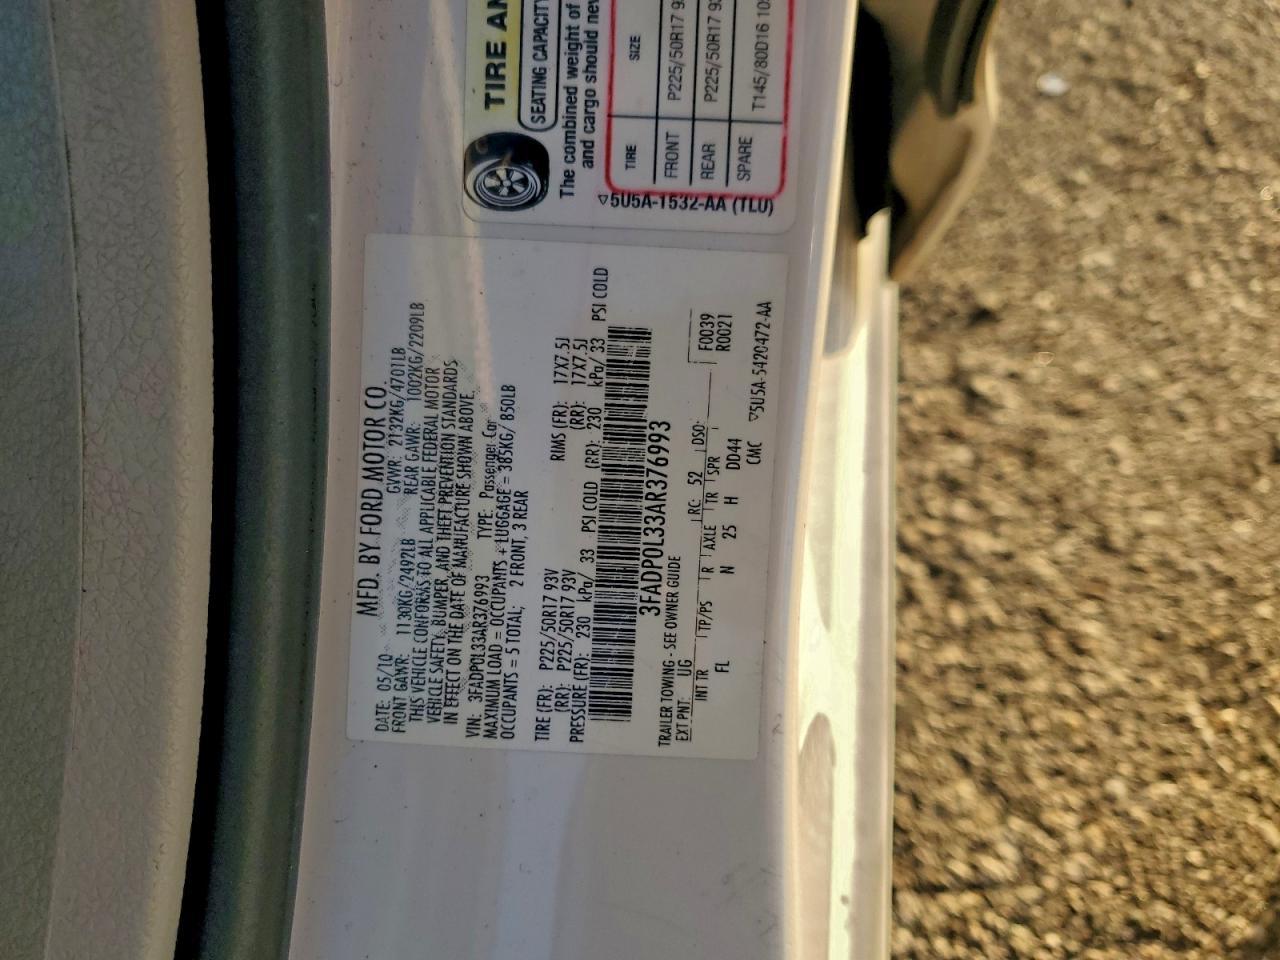 MFD. BY FORD MOTOR CO.
DATE: 05/10 GVWR: 2132KG/4701LB
FRONT GAWR: 1130KG/2492LB REAR GAWR: 1002KG/2209LB
THIS VEHICLE CONFORMS TO ALL APPLICABLE FEDERAL MOTOR
VEHICLE SAFETY, BUMPER, AND THEFT PREVENTION STANDARDS
IN EFFECT ON THE DATE OF MANUFACTURE SHOWN ABOVE.
VIN: 3FADP0L33AR376993 TYPE: Passenger Car
MAXIMUM LOAD = OCCUPANTS + LUGGAGE = 385KG/ 850LB
OCCUPANTS = 5 TOTAL; 2 FRONT, 3 REAR
TIRE (FR): P225/50R17 93V RIMS (FR): 17X7.5J
(RR): P225/50R17 93V (RR): 17X7.5J
PRESSURE (FR): 230 kPa/ 33 PSI COLD (RR): 230 kPa/ 33 PSI COLD
3FADP0L33AR376993
TRAILER TOWING - SEE OWNER GUIDE
EXT PNT: UG RC: 52 DSO: F0039
INT TR TP/PS R AXLE TR SPR R0021
FL N 25 H DD44
CMC ▽5U5A-5420472-AA
TIRE AN
SEATING CAPACITY
The combined weight of
and cargo should nev
TIRE SIZE
FRONT P225/50R17 93
REAR P225/50R17 93
SPARE T145/80D16 10
▽5U5A-1532-AA (TLU)